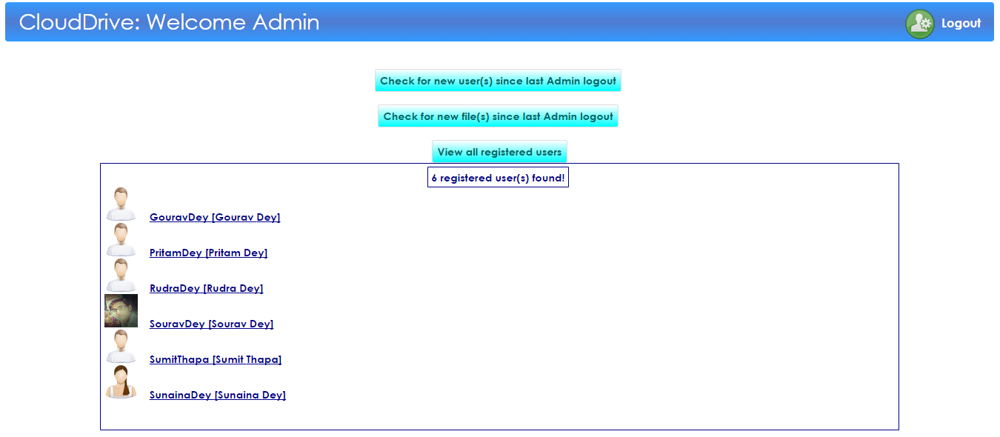 CloudDrive: Welcome Admin
Logout
Check for new user(s) since last Admin logout
Check for new file(s) since last Admin logout
View all registered users
6 registered user(s) found!
GouravDey [Gourav Dey]
PritamDey [Pritam Dey]
RudraDey [Rudra Dey]
SouravDey [Sourav Dey]
SumitThapa [Sumit Thapa]
SunainaDey [Sunaina Dey]